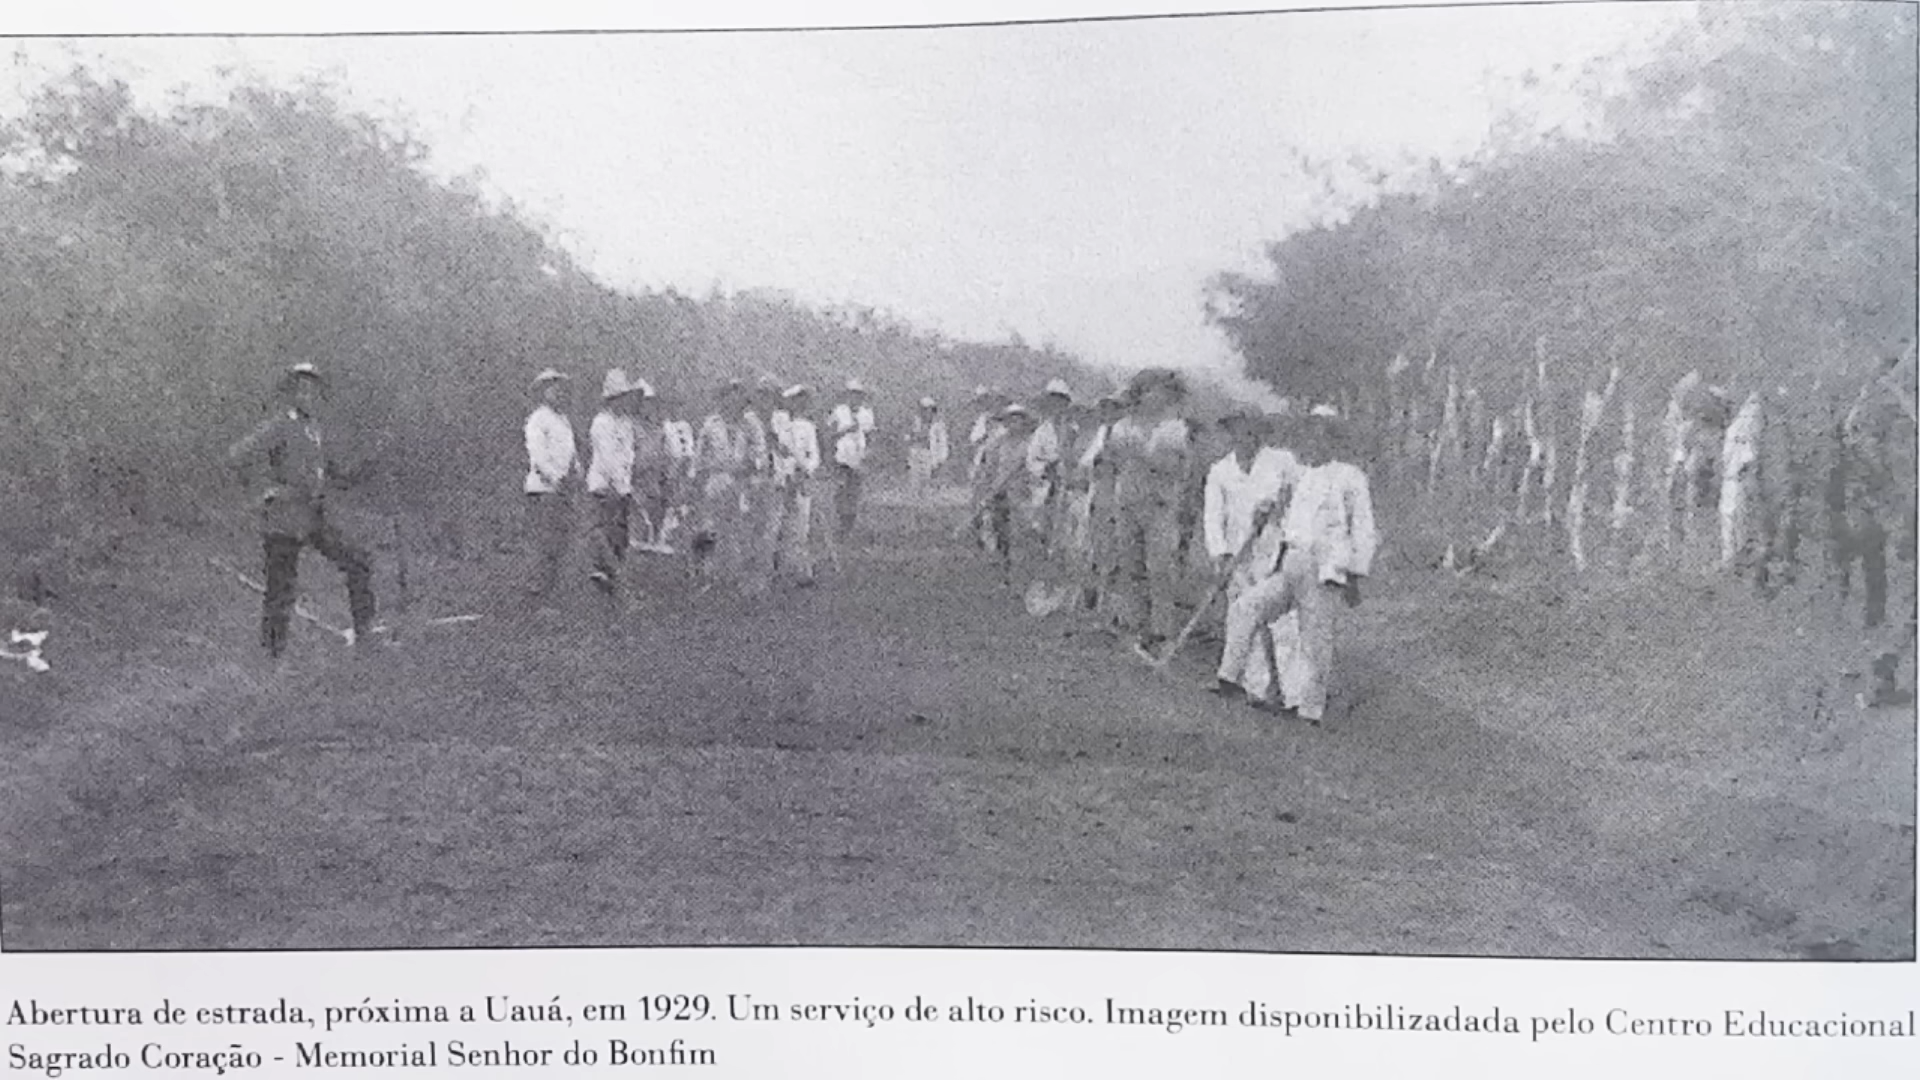 Abertura de estrada, próxima a Uauá, em 1929. Um serviço de alto risco. Imagem disponibilizadada pelo Centro Educacional
Sagrado Coração - Memorial Senhor do Bonfim